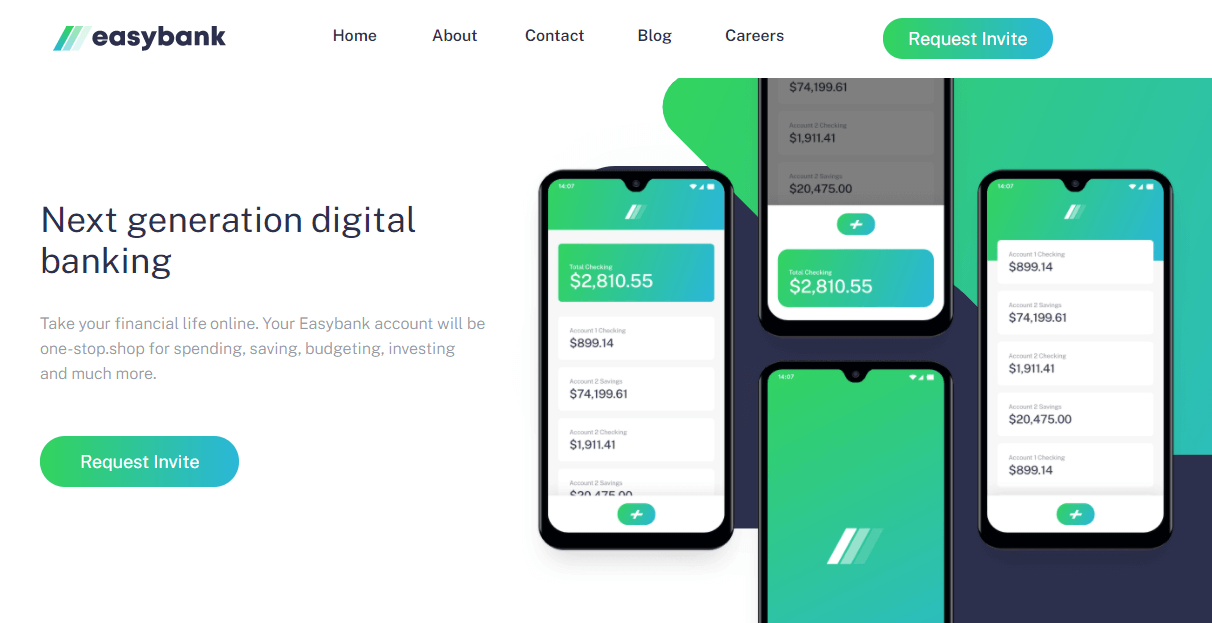 easybank
Home
About
Contact
Blog
Careers
Request Invite
Next generation digital
banking
Take your financial life online. Your Easybank account will be
one-stop.shop for spending, saving, budgeting, investing
and much more.
Request Invite
14:07
Total Checking
$2,810.55
Account 1 Checking
$899.14
Account 2 Savings
$74,199.61
Account 2 Checking
$1,911.41
Account 2 Savings
$20,475.00
$74,199.61
Account 2 Checking
$1,911.41
Account 2 Savings
$20,475.00
Total Checking
$2,810.55
14:07
14:07
Account 1 Checking
$899.14
Account 2 Savings
$74,199.61
Account 2 Checking
$1,911.41
Account 2 Savings
$20,475.00
Account 1 Checking
$899.14